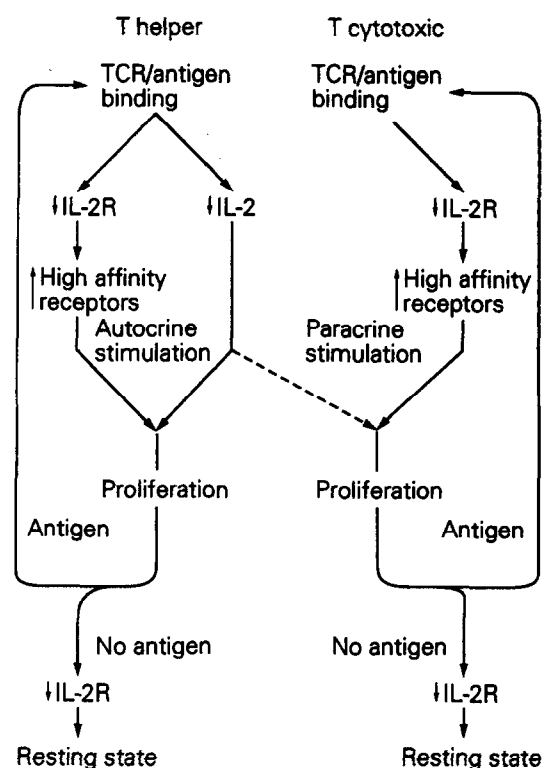 T helper
T cytotoxic
TCR/antigen
binding
TCR/antigen
binding
↓IL-2R
↓IL-2
↓IL-2R
↑High affinity
receptors
↑High affinity
receptors
Autocrine
stimulation
Paracrine
stimulation
Proliferation
Proliferation
Antigen
Antigen
No antigen
No antigen
↓IL-2R
↓IL-2R
Resting state
Resting state